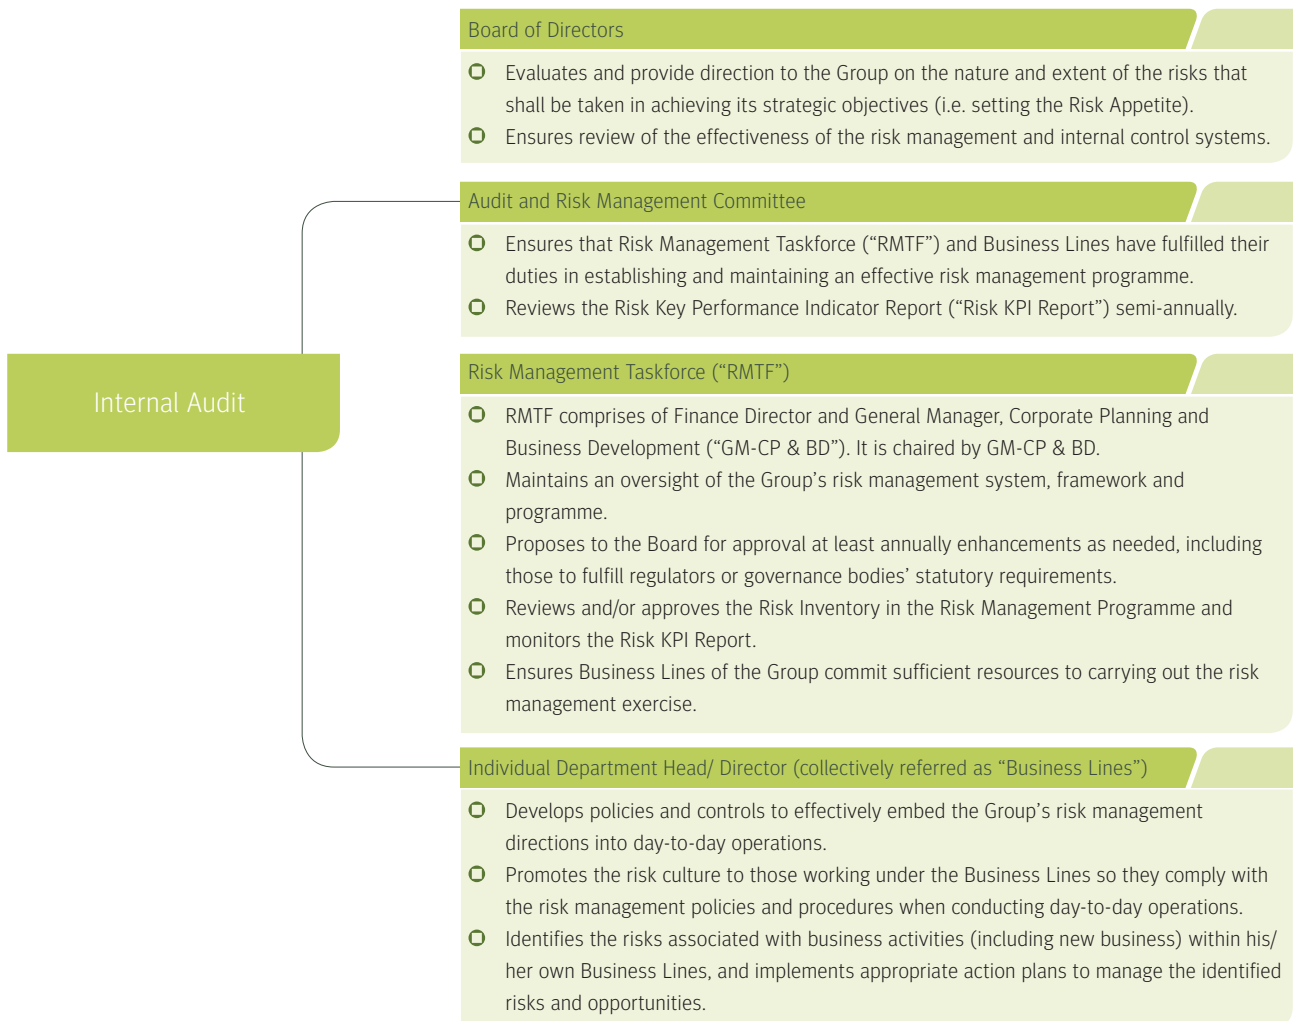 Board of Directors
Evaluates and provide direction to the Group on the nature and extent of the risks that
shall be taken in achieving its strategic objectives (i.e. setting the Risk Appetite).
Ensures review of the effectiveness of the risk management and internal control systems.
Audit and Risk Management Committee
Ensures that Risk Management Taskforce (“RMTF”) and Business Lines have fulfilled their
duties in establishing and maintaining an effective risk management programme.
Reviews the Risk Key Performance Indicator Report (“Risk KPI Report”) semi-annually.
Internal Audit
Risk Management Taskforce (“RMTF”)
RMTF comprises of Finance Director and General Manager, Corporate Planning and
Business Development (“GM-CP & BD”). It is chaired by GM-CP & BD.
Maintains an oversight of the Group’s risk management system, framework and
programme.
Proposes to the Board for approval at least annually enhancements as needed, including
those to fulfill regulators or governance bodies’ statutory requirements.
Reviews and/or approves the Risk Inventory in the Risk Management Programme and
monitors the Risk KPI Report.
Ensures Business Lines of the Group commit sufficient resources to carrying out the risk
management exercise.
Individual Department Head/ Director (collectively referred as “Business Lines”)
Develops policies and controls to effectively embed the Group’s risk management
directions into day-to-day operations.
Promotes the risk culture to those working under the Business Lines so they comply with
the risk management policies and procedures when conducting day-to-day operations.
Identifies the risks associated with business activities (including new business) within his/
her own Business Lines, and implements appropriate action plans to manage the identified
risks and opportunities.